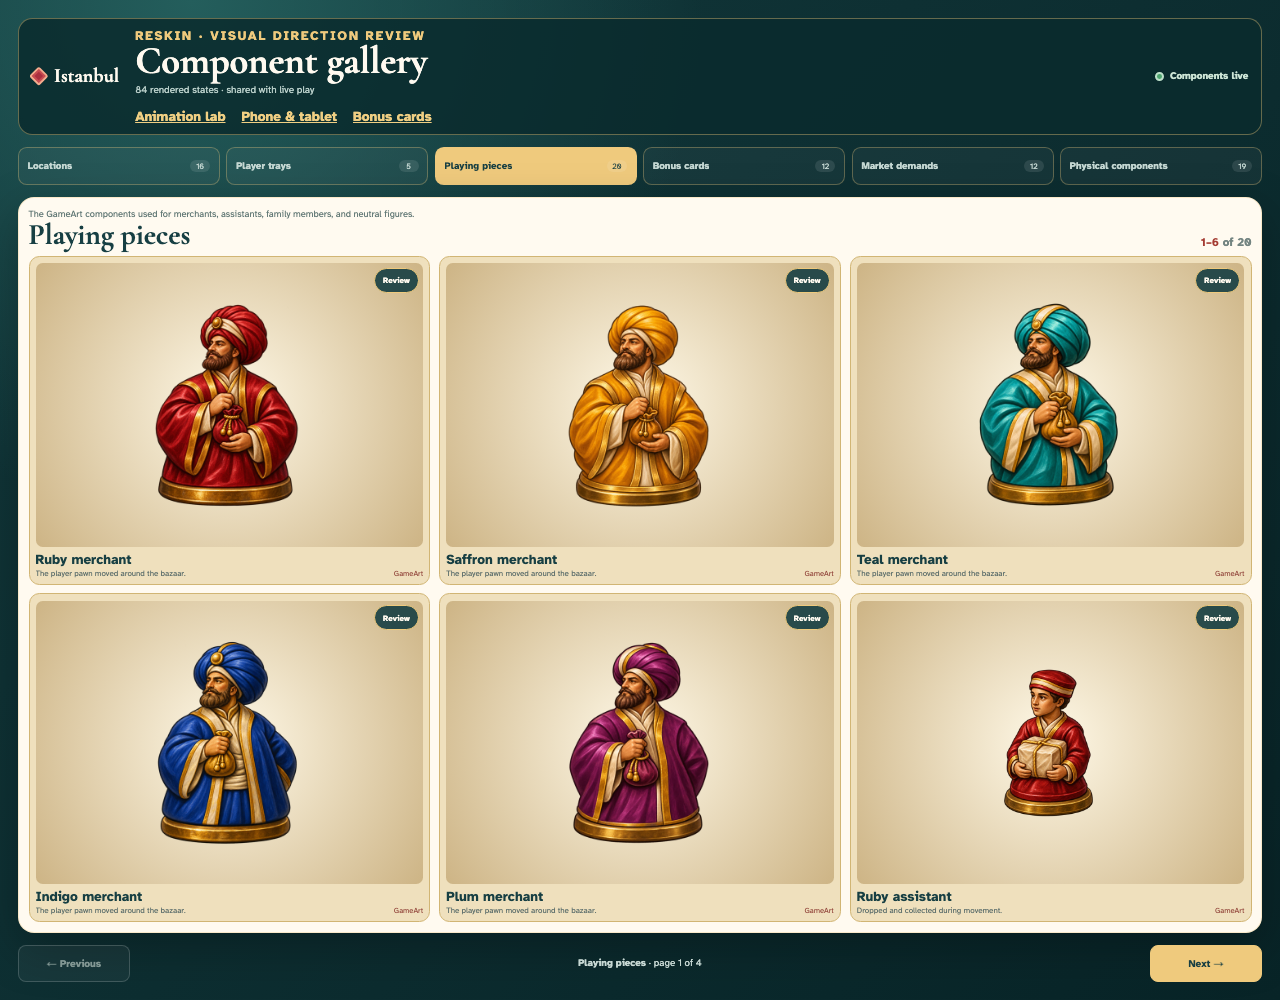 Istanbul
RESKIN · VISUAL DIRECTION REVIEW
Component gallery
84 rendered states · shared with live play
Animation lab Phone & tablet Bonus cards
Components live
Locations 16
Player trays 5
Playing pieces 20
Bonus cards 12
Market demands 12
Physical components 19
The GameArt components used for merchants, assistants, family members, and neutral figures.
Playing pieces
1–6 of 20
Review
Ruby merchant
The player pawn moved around the bazaar.
GameArt
Review
Saffron merchant
The player pawn moved around the bazaar.
GameArt
Review
Teal merchant
The player pawn moved around the bazaar.
GameArt
Review
Indigo merchant
The player pawn moved around the bazaar.
GameArt
Review
Plum merchant
The player pawn moved around the bazaar.
GameArt
Review
Ruby assistant
Dropped and collected during movement.
GameArt
← Previous
Playing pieces · page 1 of 4
Next →